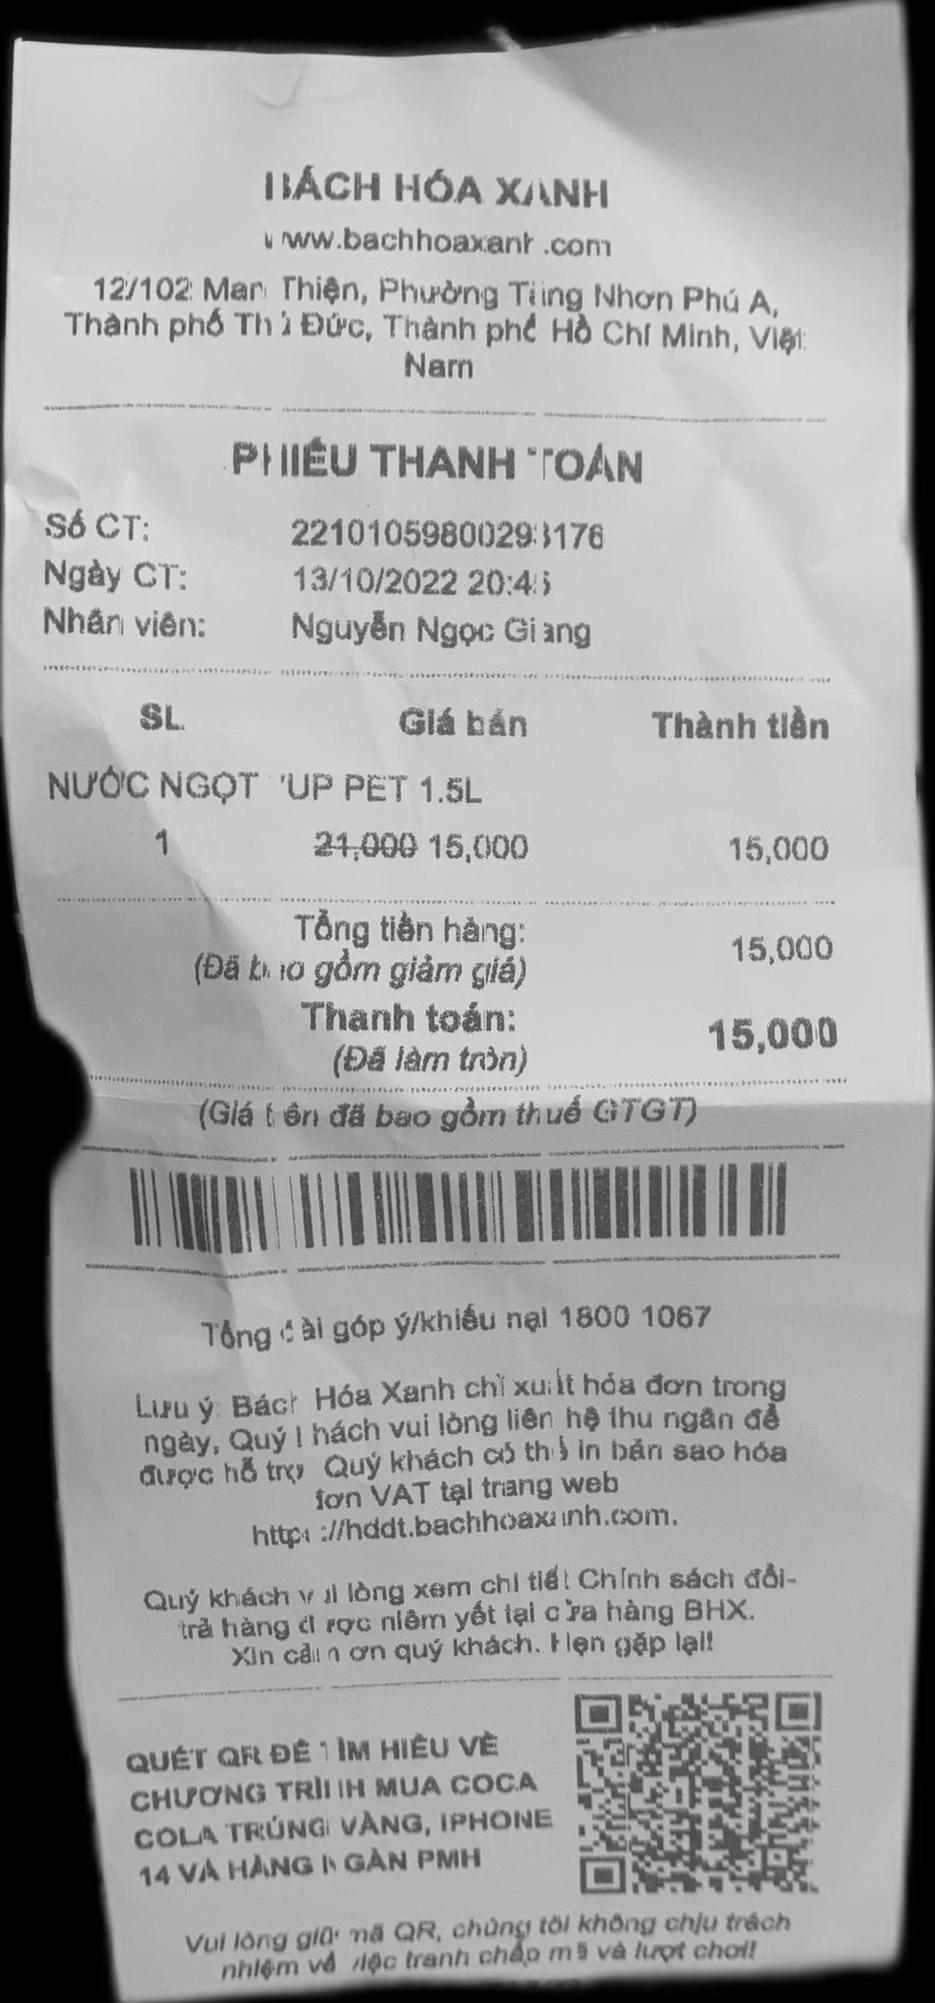 BÁCH HÓA XANH
www.bachhoaxanh.com
12/102 Man Thiện, Phường Tăng Nhơn Phú A,
Thành phố Thủ Đức, Thành phố Hồ Chí Minh, Việt
Nam
PHIẾU THANH TOÁN
Số CT: 22101059800293176
Ngày CT: 13/10/2022
Nhân viên: Nguyễn Ngọc Giang
SL Giá bán Thành tiền
NƯỚC NGỌT 7UP PET 1.5L
1 21,000 15,000 15,000
Tổng tiền hàng: 15,000
(Đã bao gồm giảm giá)
Thanh toán: 15,000
(Đã làm tròn)
(Giá trên đã bao gồm thuế GTGT)
Tổng đài góp ý/khiếu nại 1800 1067
Lưu ý: Bách Hóa Xanh chỉ xuất hóa đơn trong
ngày, Quý khách vui lòng liên hệ thu ngân để
được hỗ trợ. Quý khách có thể in bản sao hóa
đơn VAT tại trang web
https://hddt.bachhoaxanh.com.
Quý khách vui lòng xem chi tiết Chính sách đổi-
trả hàng được niêm yết tại cửa hàng BHX.
Xin cảm ơn quý khách. Hẹn gặp lại!
QUÉT QR ĐỂ TÌM HIỂU VỀ
CHƯƠNG TRÌNH MUA COCA
COLA TRÚNG VÀNG, IPHONE
14 VÀ HÀNG NGÀN PMH
Vui lòng giữ mã QR, chúng tôi không chịu trách
nhiệm về việc tranh chấp mã và lượt chơi!